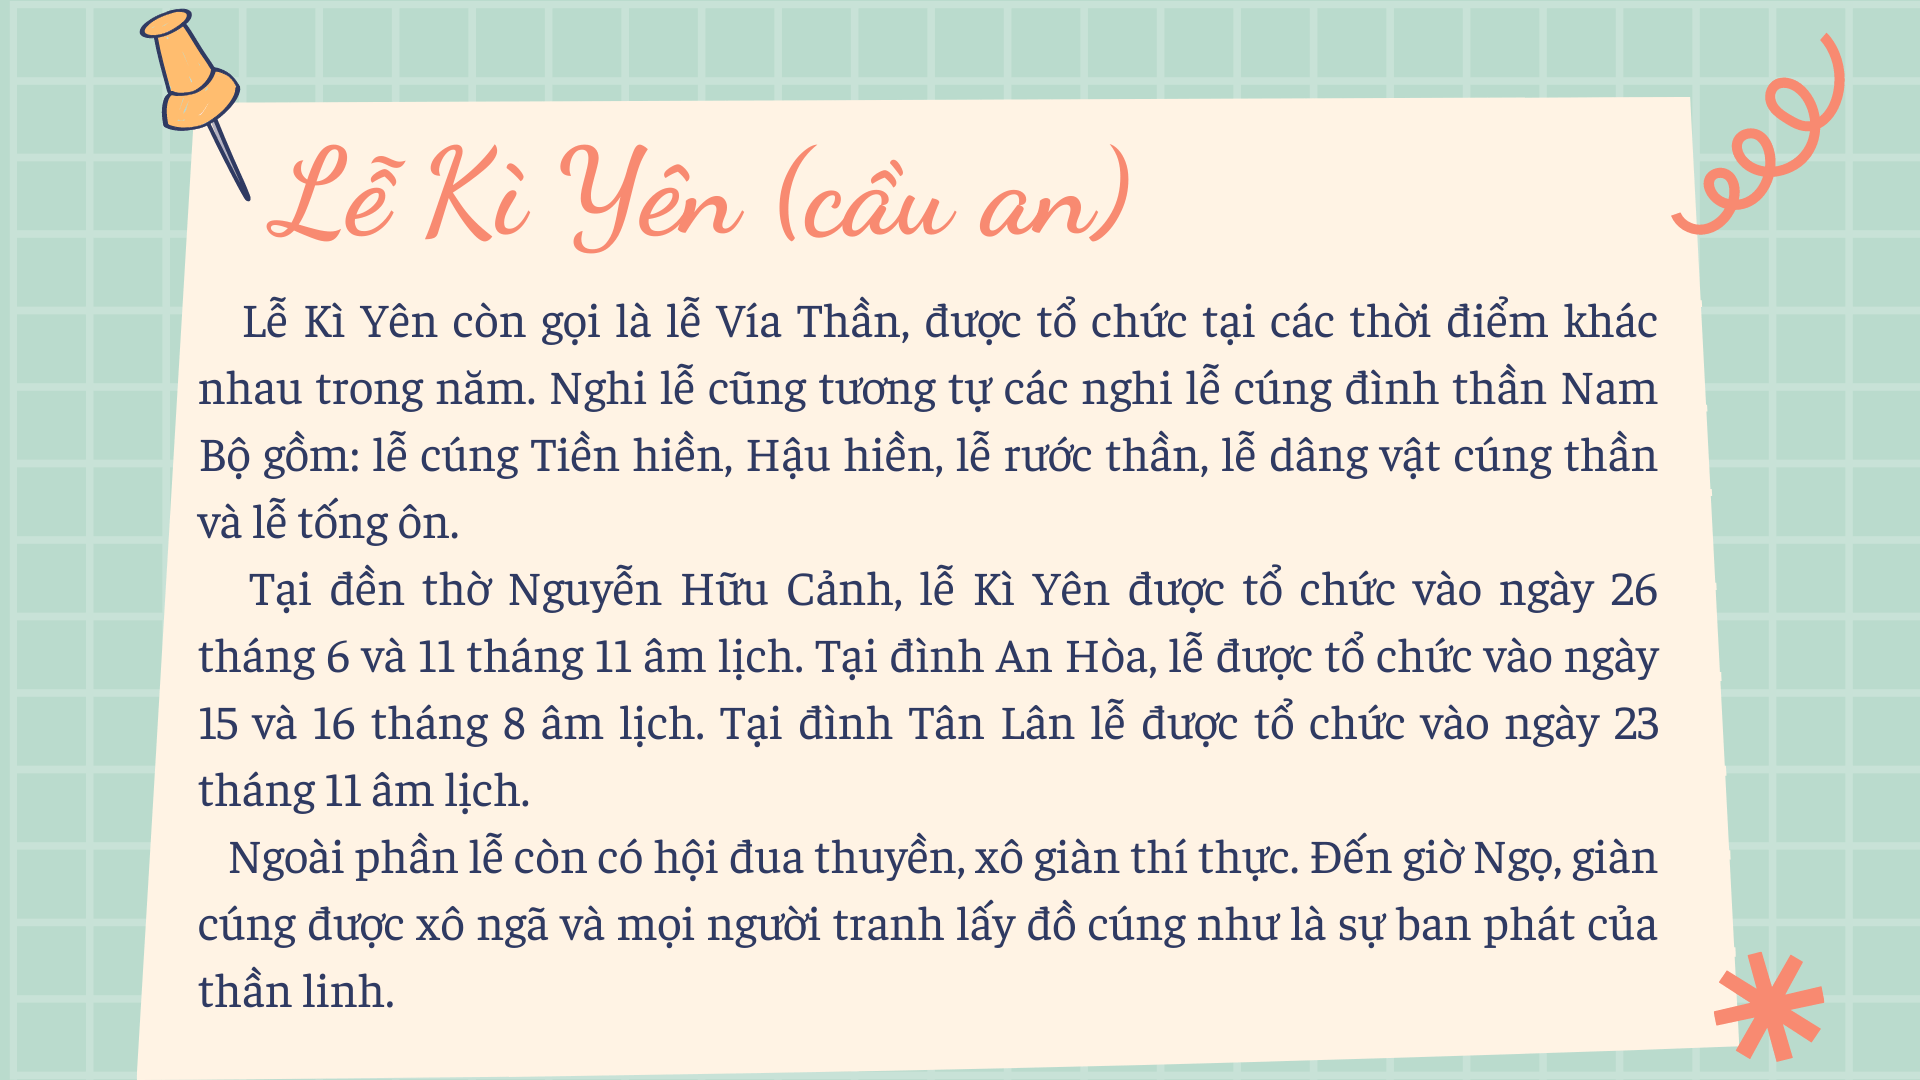 Lễ Kì Yên (cầu an)
Lễ Kì Yên còn gọi là lễ Vía Thần, được tổ chức tại các thời điểm khác
nhau trong năm. Nghi lễ cũng tương tự các nghi lễ cúng đình thần Nam
Bộ gồm: lễ cúng Tiền hiền, Hậu hiền, lễ rước thần, lễ dâng vật cúng thần
và lễ tống ôn.
Tại đền thờ Nguyễn Hữu Cảnh, lễ Kì Yên được tổ chức vào ngày 26
tháng 6 và 11 tháng 11 âm lịch. Tại đình An Hòa, lễ được tổ chức vào ngày
15 và 16 tháng 8 âm lịch. Tại đình Tân Lân lễ được tổ chức vào ngày 23
tháng 11 âm lịch.
Ngoài phần lễ còn có hội đua thuyền, xô giàn thí thực. Đến giờ Ngọ, giàn
cúng được xô ngã và mọi người tranh lấy đồ cúng như là sự ban phát của
thần linh.